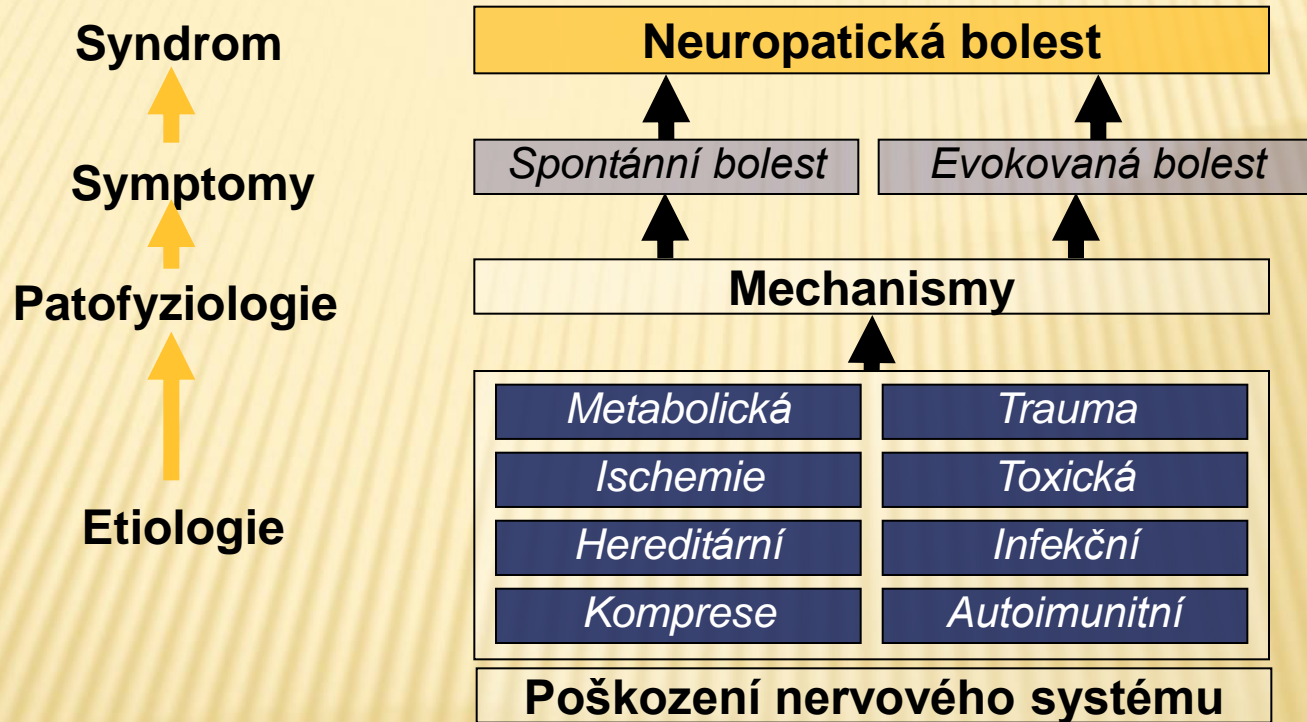 Syndrom
Neuropatická bolest
Spontánní bolest
Evokovaná bolest
Symptomy
Mechanismy
Patofyziologie
Metabolická
Trauma
Ischemie
Toxická
Etiologie
Hereditární
Infekční
Komprese
Autoimunitní
Poškození nervového systému